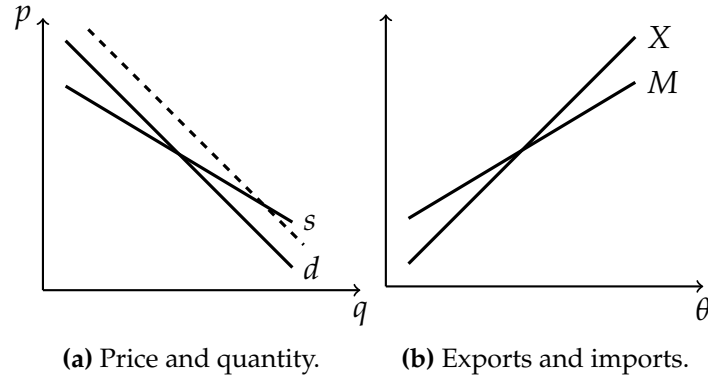 p
s
d
q
X
M
θ
(a) Price and quantity.
(b) Exports and imports.